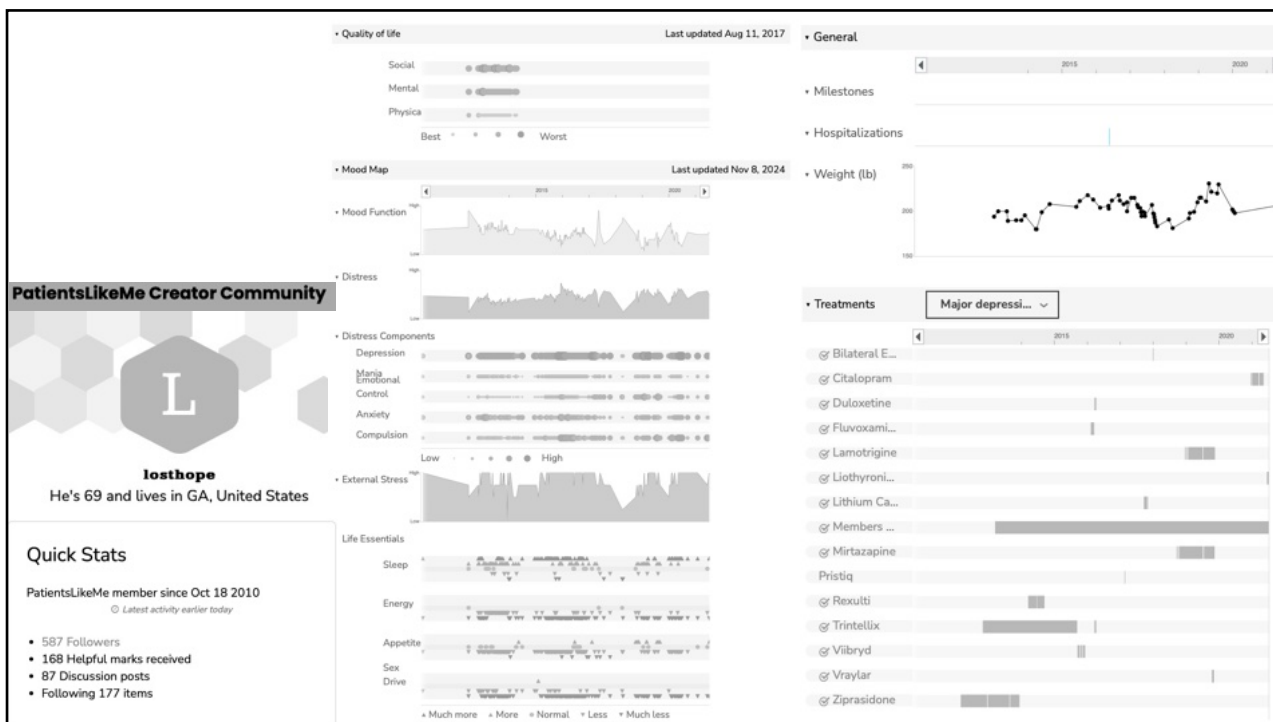 PatientsLikeMe Creator Community
L
losthope
He's 69 and lives in GA, United States
Quick Stats
PatientsLikeMe member since Oct 18 2010
Latest activity earlier today
587 Followers
168 Helpful marks received
87 Discussion posts
Following 177 items
Quality of life
Last updated Aug 11, 2017
Social
Mental
Physica
Best
Worst
Mood Map
Last updated Nov 8, 2024
2015
2020
Mood Function
High
Low
Distress
High
Low
Distress Components
Depression
Mania
Emotional
Control
Anxiety
Compulsion
Low
High
External Stress
High
Low
Life Essentials
Sleep
Energy
Appetite
Sex
Drive
Much more
More
Normal
Less
Much less
General
2015
2020
Milestones
Hospitalizations
Weight (lb)
250
200
150
Treatments
Major depressi...
2015
2020
Bilateral E...
Citalopram
Duloxetine
Fluvoxami...
Lamotrigine
Liothyroni...
Lithium Ca...
Members ...
Mirtazapine
Pristiq
Rexulti
Trintellix
Viibryd
Vraylar
Ziprasidone